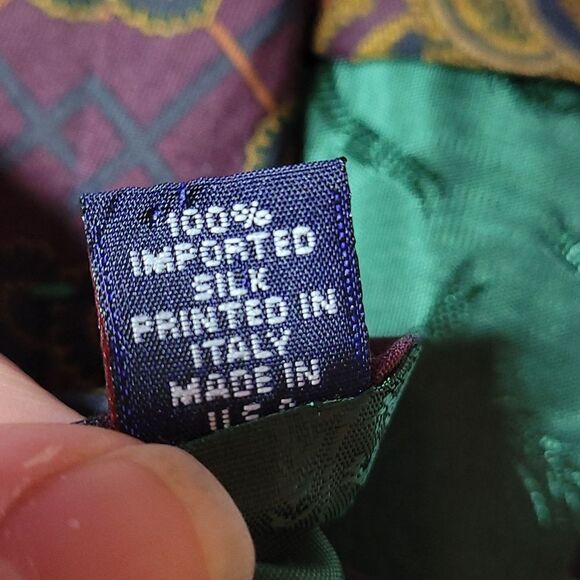 100%
IMPORTED
SILK
PRINTED IN
ITALY
MADE IN
U.S.A